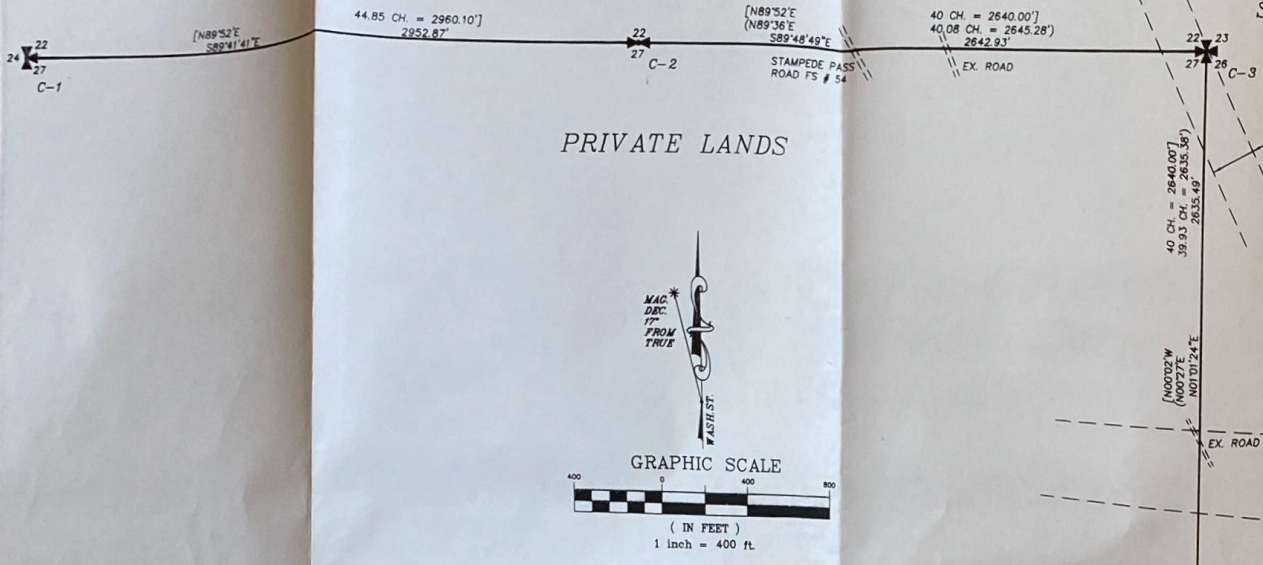 [N89°52'E
S89°41'41"E
44.85 CH. = 2960.10']
2952.87'
[N89°52'E
(N89°36'E
S89°48'49"E
40 CH. = 2640.00']
40.08 CH. = 2645.28')
2642.93'
24 22
27
C-1
22
27
C-2
STAMPEDE PASS
ROAD FS # 54
EX. ROAD
22 23
27 26
C-3
PRIVATE LANDS
40 CH. = 2640.00']
39.93 CH. = 2635.38')
2635.49'
MAG.
DEC.
17°
FROM
TRUE
WASH.ST.
[N00°02'W
(N00°27'E
N01°01'24"E
EX. ROAD
GRAPHIC SCALE
400 0 400 800
( IN FEET )
1 inch = 400 ft.